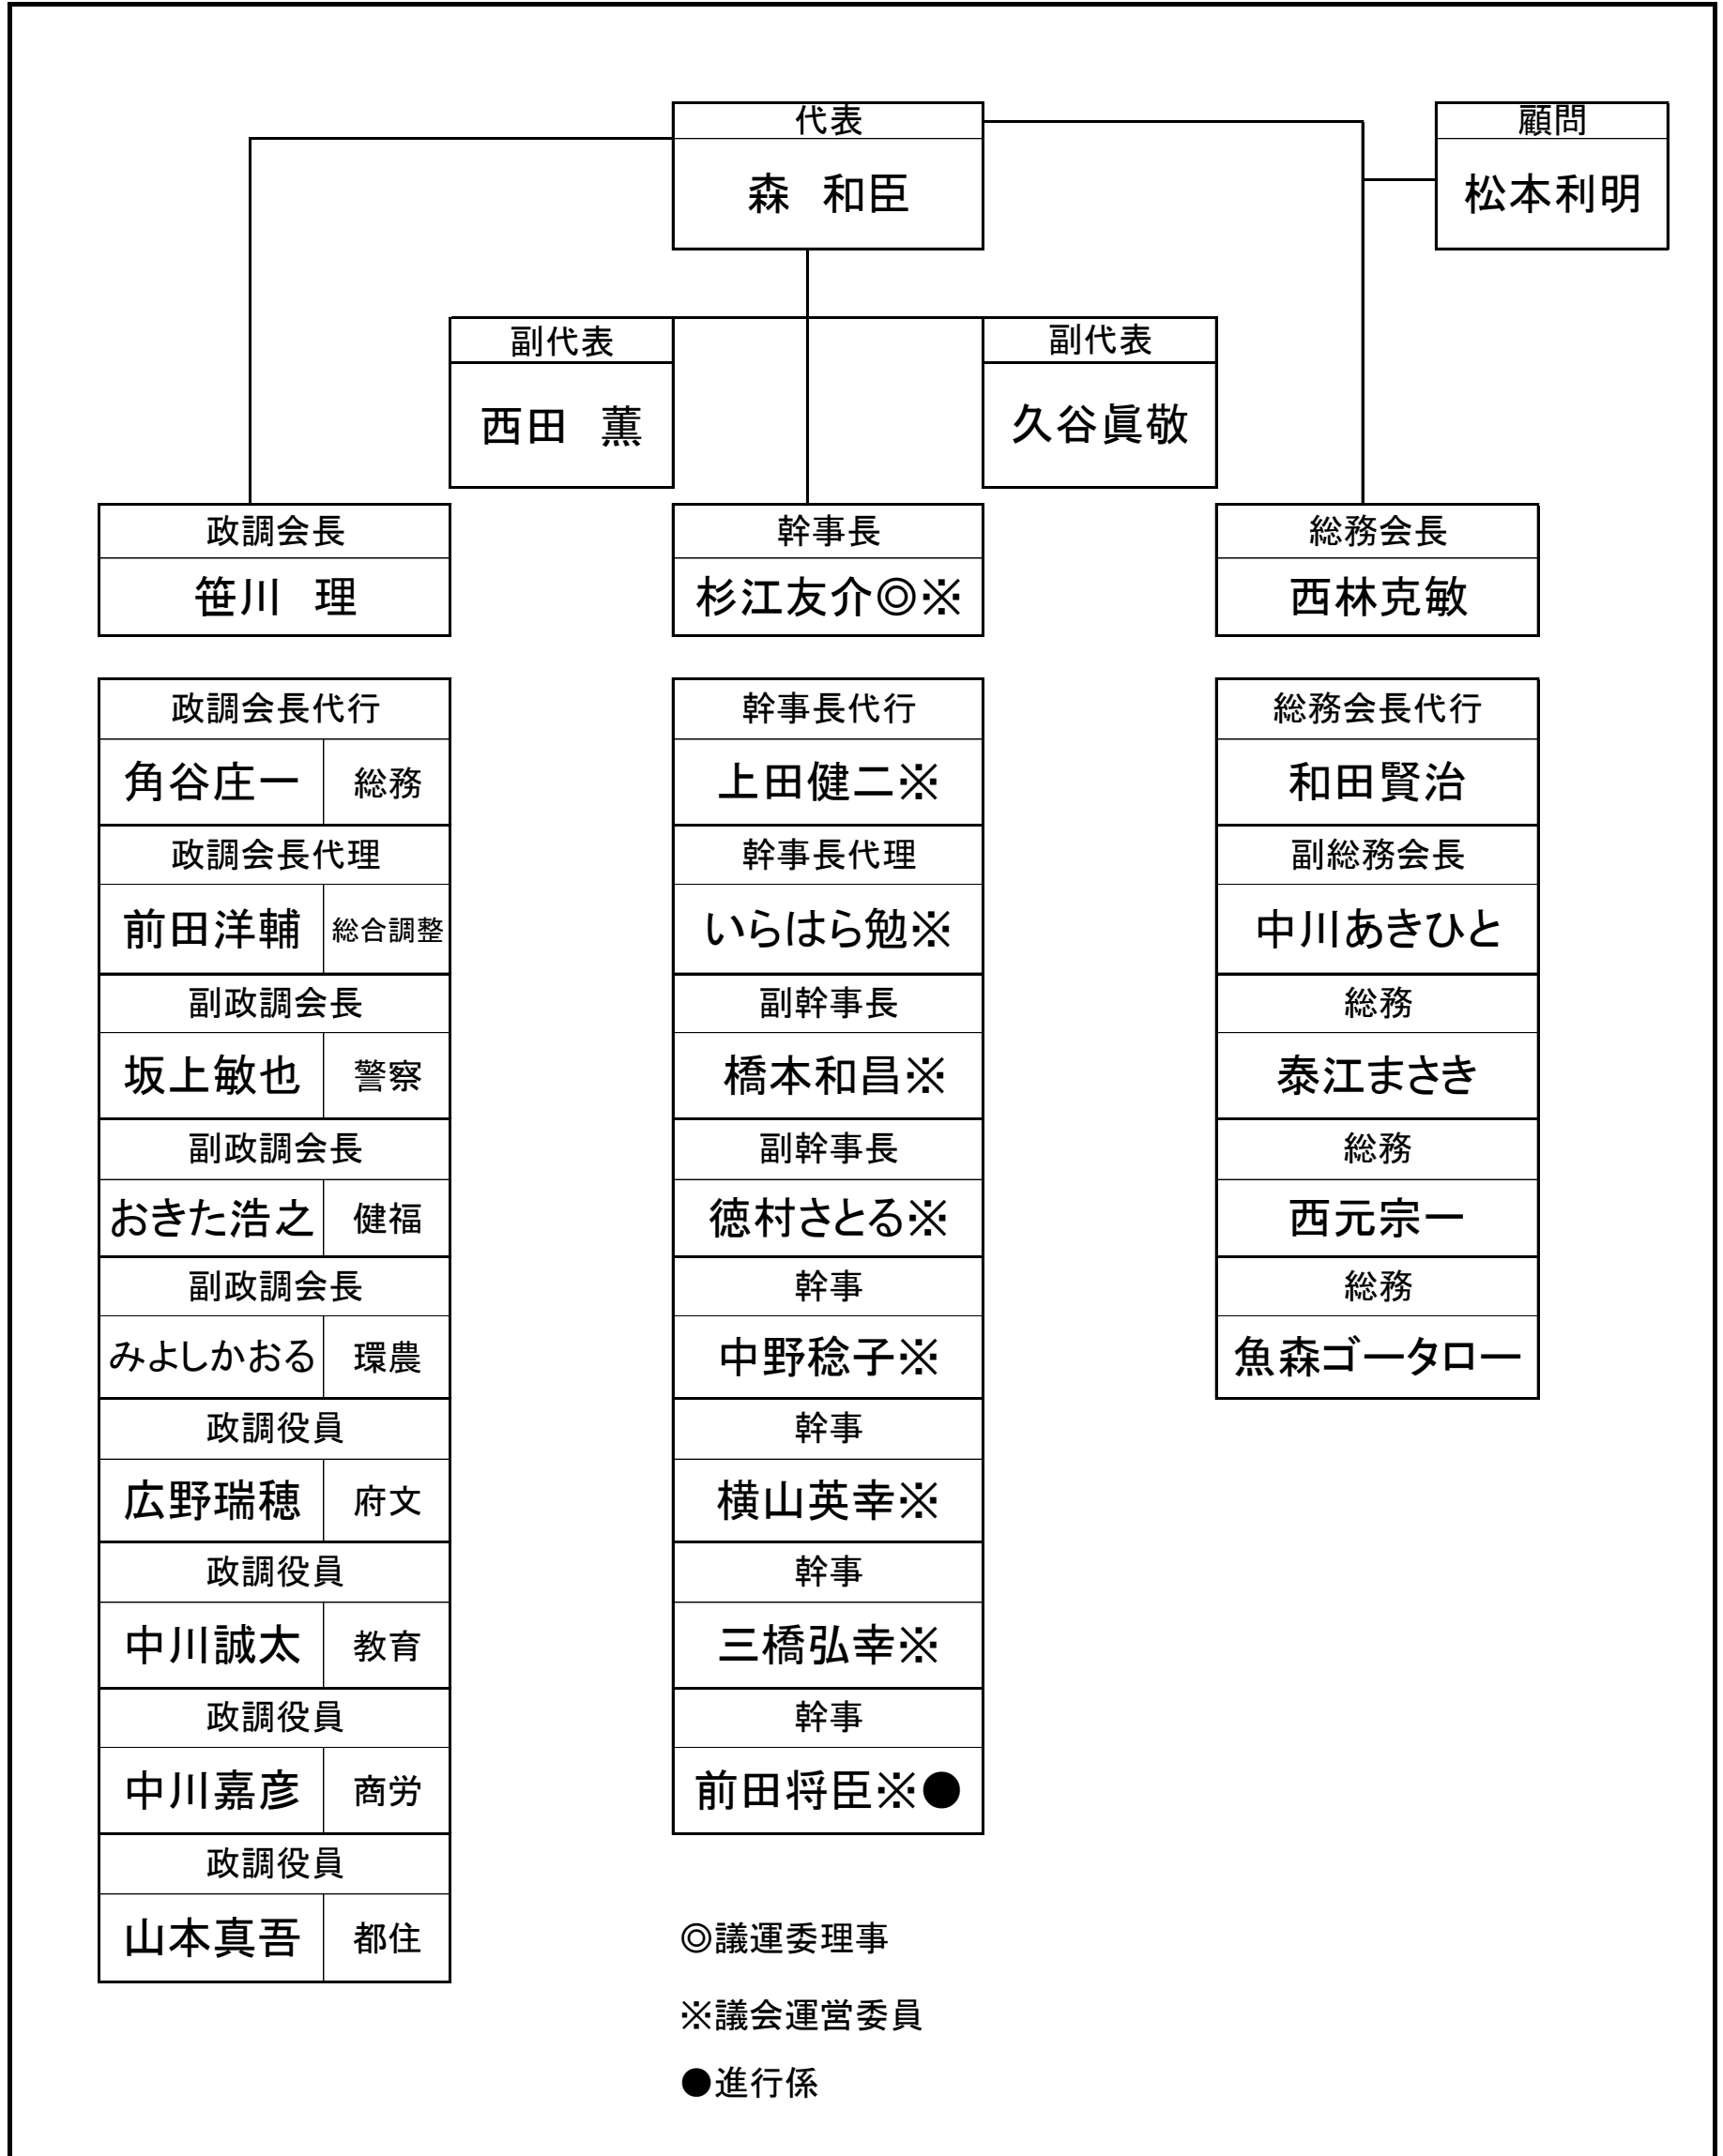 代表
森 和臣
顧問
松本利明
副代表
西田 薫
副代表
久谷眞敬
政調会長
笹川 理
幹事長
杉江友介◎※
総務会長
西林克敏
政調会長代行
角谷庄一 総務
政調会長代理
前田洋輔 総合調整
副政調会長
坂上敏也 警察
副政調会長
おきた浩之 健福
副政調会長
みよしかおる 環農
政調役員
広野瑞穂 府文
政調役員
中川誠太 教育
政調役員
中川嘉彦 商労
政調役員
山本真吾 都住
幹事長代行
上田健二※
幹事長代理
いらはら勉※
副幹事長
橋本和昌※
副幹事長
徳村さとる※
幹事
中野稔子※
幹事
横山英幸※
幹事
三橋弘幸※
幹事
前田将臣※●
総務会長代行
和田賢治
副総務会長
中川あきひと
総務
泰江まさき
総務
西元宗一
総務
魚森ゴータロー
◎議運委理事
※議会運営委員
●進行係